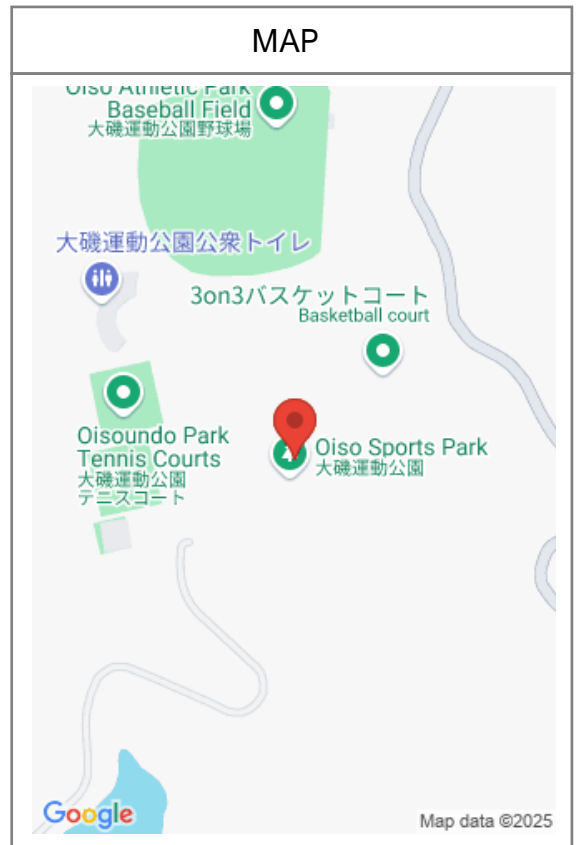 MAP
Oiso Athletic Park
Baseball Field
大磯運動公園野球場
大磯運動公園公衆トイレ
3on3バスケットコート
Basketball court
Oisoundo Park
Tennis Courts
大磯運動公園
テニスコート
Oiso Sports Park
大磯運動公園
Google
Map data ©2025